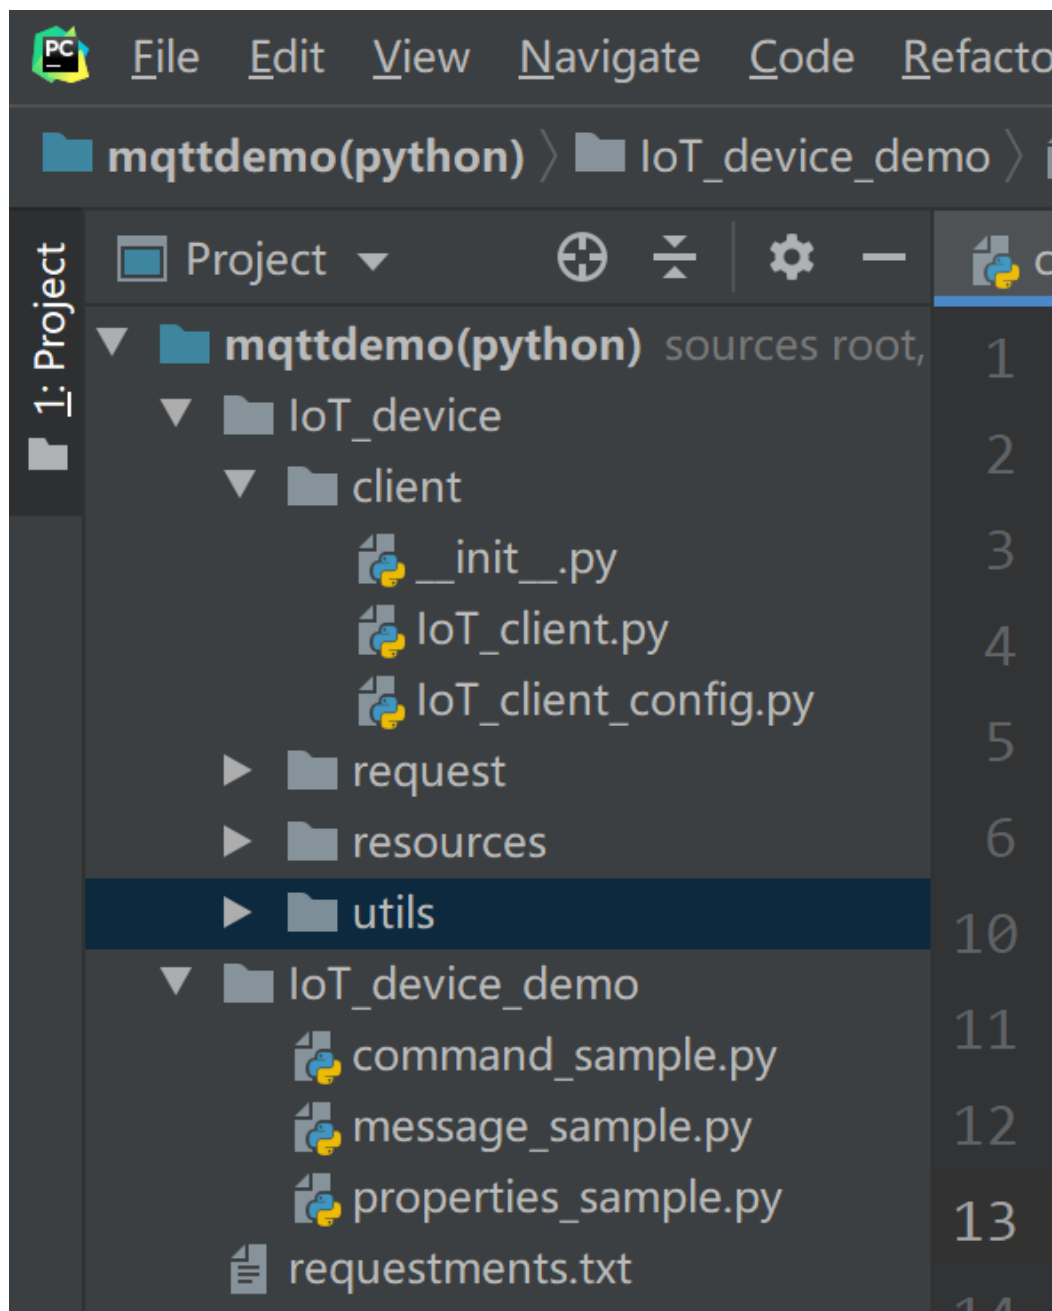 PC
File Edit View Navigate Code Refacto
mqttdemo(python) IoT_device_demo
1: Project
Project
mqttdemo(python) sources root,
IoT_device
client
__init__.py
IoT_client.py
IoT_client_config.py
request
resources
utils
IoT_device_demo
command_sample.py
message_sample.py
properties_sample.py
requestments.txt
1
2
3
4
5
6
10
11
12
13